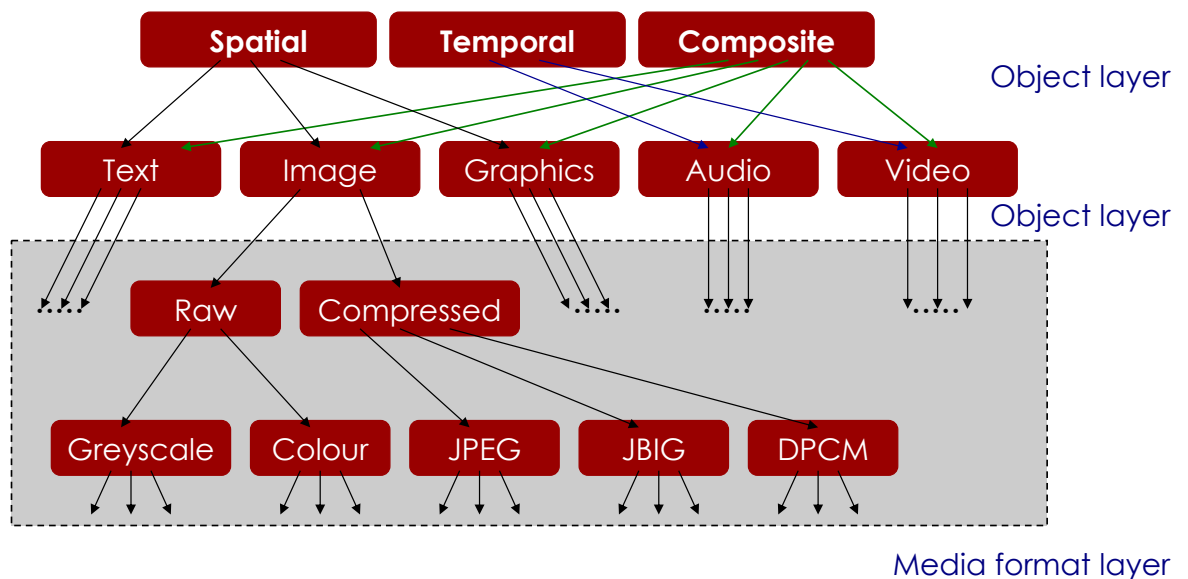 Spatial
Temporal
Composite
Object layer
Text
Image
Graphics
Audio
Video
Object layer
.....
Raw
Compressed
.....
.....
.....
Greyscale
Colour
JPEG
JBIG
DPCM
Media format layer